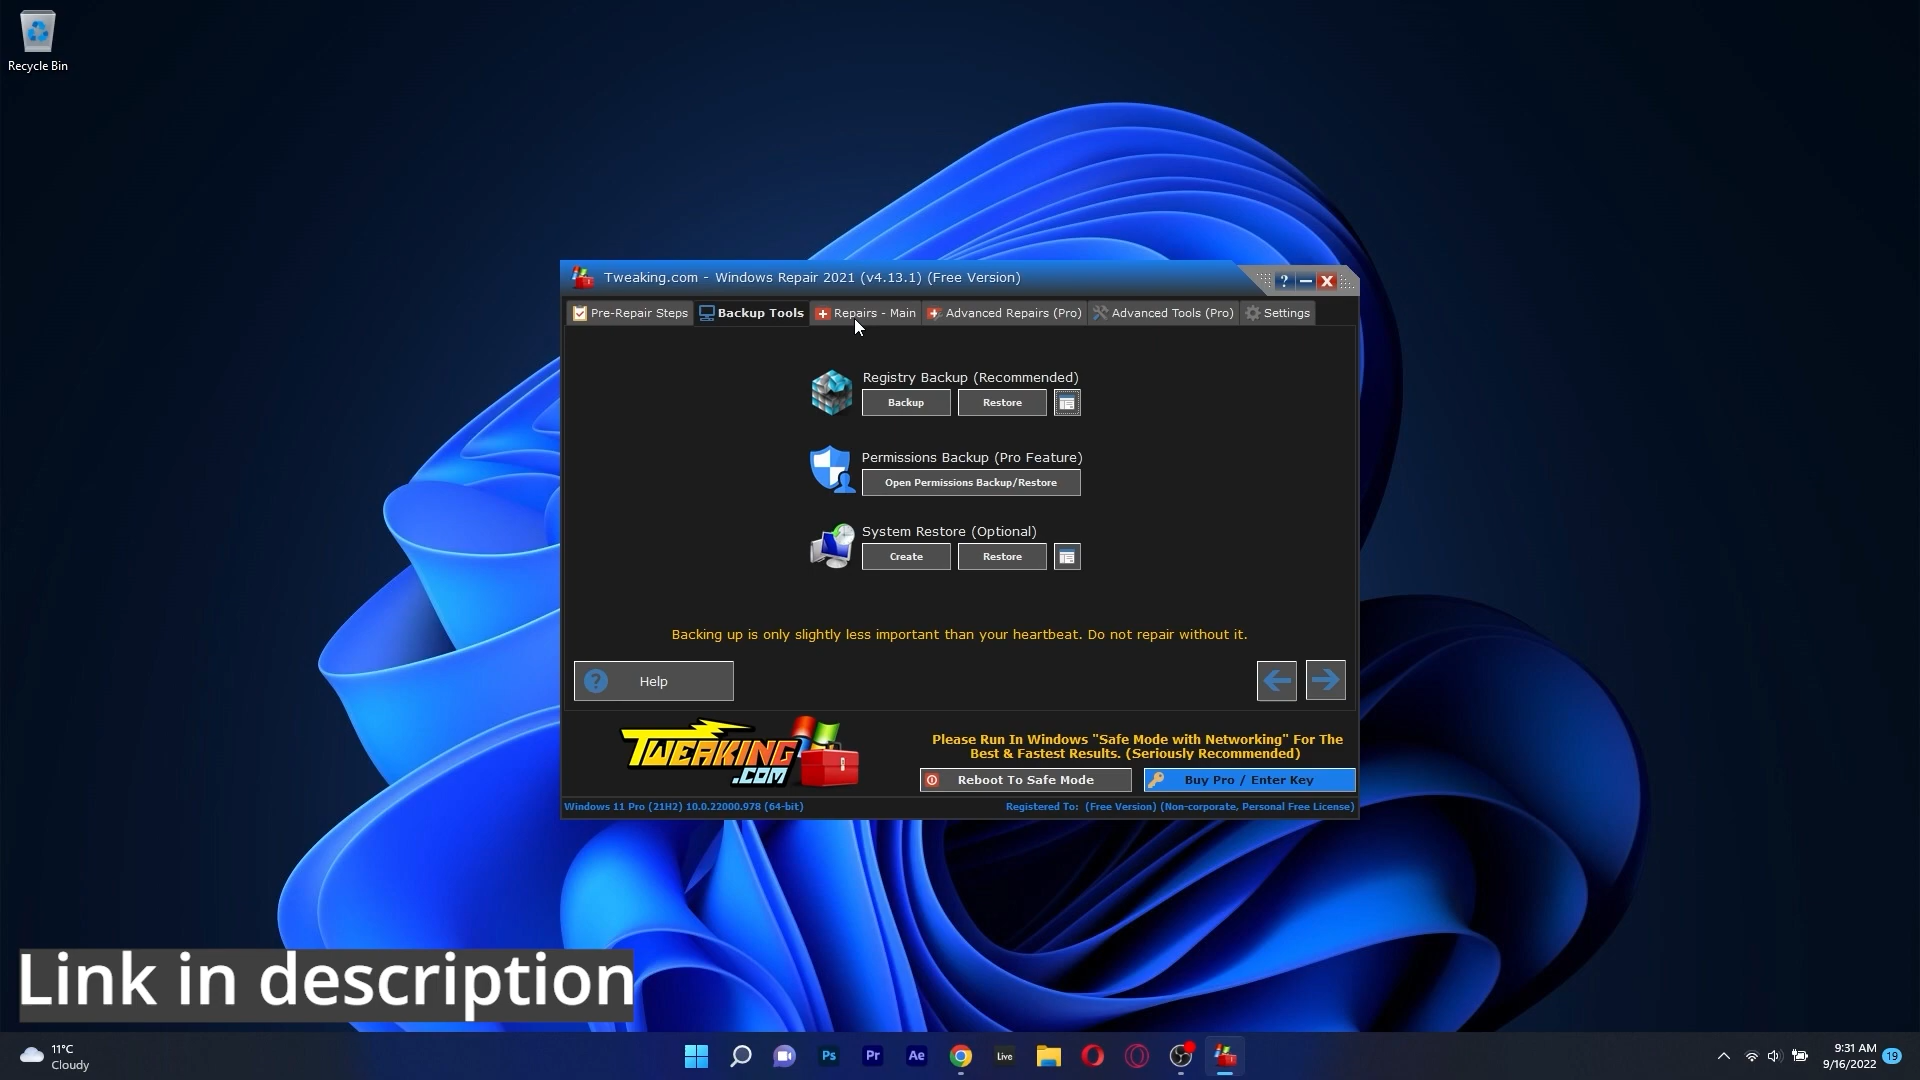 Recycle Bin
Tweaking.com - Windows Repair 2021 (v4.13.1) (Free Version)
?
Pre-Repair Steps
Backup Tools
Repairs - Main
Advanced Repairs (Pro)
Advanced Tools (Pro)
Settings
Registry Backup (Recommended)
Backup
Restore
Permissions Backup (Pro Feature)
Open Permissions Backup/Restore
System Restore (Optional)
Create
Restore
Backing up is only slightly less important than your heartbeat. Do not repair without it.
? Help
TWEAKING
.COM
Please Run In Windows "Safe Mode with Networking" For The
Best & Fastest Results. (Seriously Recommended)
Reboot To Safe Mode
Buy Pro / Enter Key
Windows 11 Pro (21H2) 10.0.22000.978 (64-bit)
Registered To: (Free Version) (Non-corporate, Personal Free License)
Link in description
11°C
Cloudy
Ps
Pr
Ae
Live
9:31 AM
9/16/2022
19